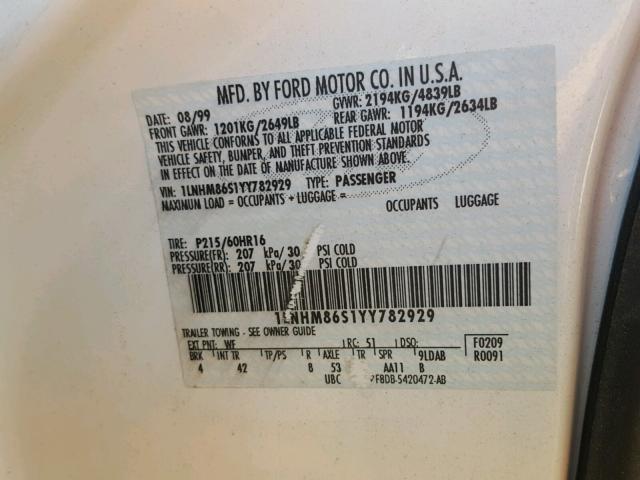 MFD. BY FORD MOTOR CO. IN U.S.A.
DATE: 08/99 GVWR: 2194KG/4839LB
FRONT GAWR: 1201KG/2649LB REAR GAWR: 1194KG/2634LB
THIS VEHICLE CONFORMS TO ALL APPLICABLE FEDERAL MOTOR
VEHICLE SAFETY, BUMPER, AND THEFT PREVENTION STANDARDS
IN EFFECT ON THE DATE OF MANUFACTURE SHOWN ABOVE.
VIN: 1LNHM86S1YY782929 TYPE: PASSENGER
MAXIMUM LOAD = OCCUPANTS + LUGGAGE = OCCUPANTS LUGGAGE
TIRE: P215/60HR16
PRESSURE(FR): 207 kPa/30 PSI COLD
PRESSURE(RR): 207 kPa/30 PSI COLD
1LNHM86S1YY782929
TRAILER TOWING - SEE OWNER GUIDE
EXT PNT: WF RC: 51 DSO: F0209
BRK INT TR TP/PS R AXLE TR SPR 9LDAB R0091
4 42 8 53 AA11 B
UBC F8DB-5420472-AB